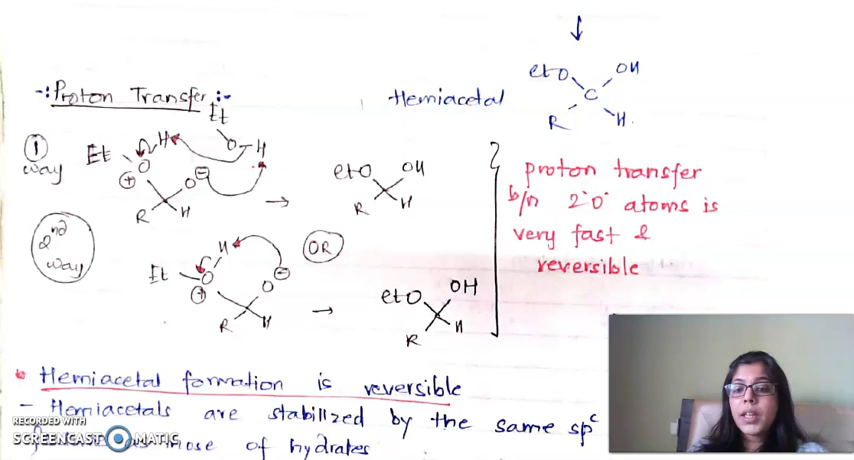 -: Proton Transfer :-
Hemiacetal
etO OH
C
R H.
① way
Et O H
⊕
Et
O-H
O ⊖
R H
→
etO OH
R H
OR
2nd way
Et O H
⊕
O ⊖
R H
→
etO OH
R H
proton transfer
b/n 2 'O' atoms is
very fast &
reversible
* Hemiacetal formation is reversible
- Hemiacetals are stabilized by the same spc
those of hydrates
RECORDED WITH
SCREENCAST MATIC